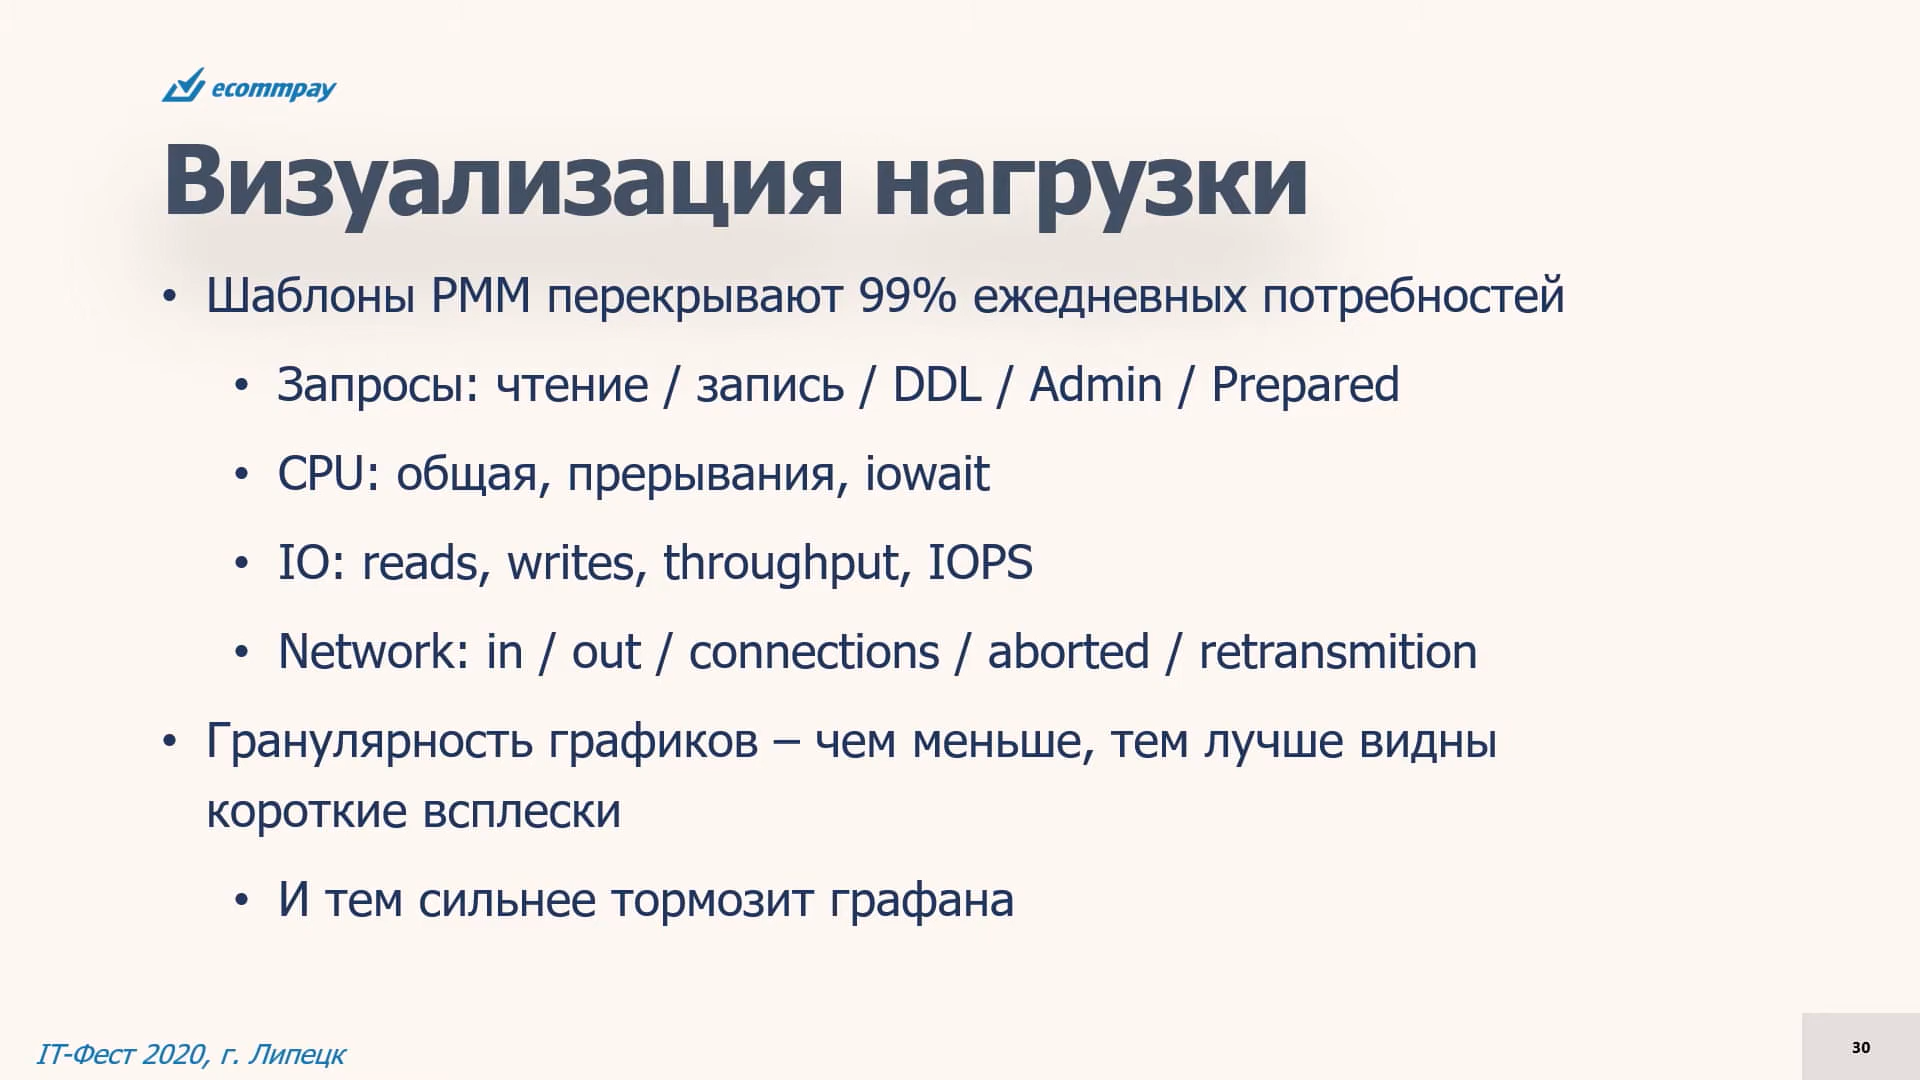 ecommpay
Визуализация нагрузки
• Шаблоны PMM перекрывают 99% ежедневных потребностей
• Запросы: чтение / запись / DDL / Admin / Prepared
• CPU: общая, прерывания, iowait
• IO: reads, writes, throughput, IOPS
• Network: in / out / connections / aborted / retransmition
• Гранулярность графиков – чем меньше, тем лучше видны
короткие всплески
• И тем сильнее тормозит графана
IT-Фест 2020, г. Липецк
30